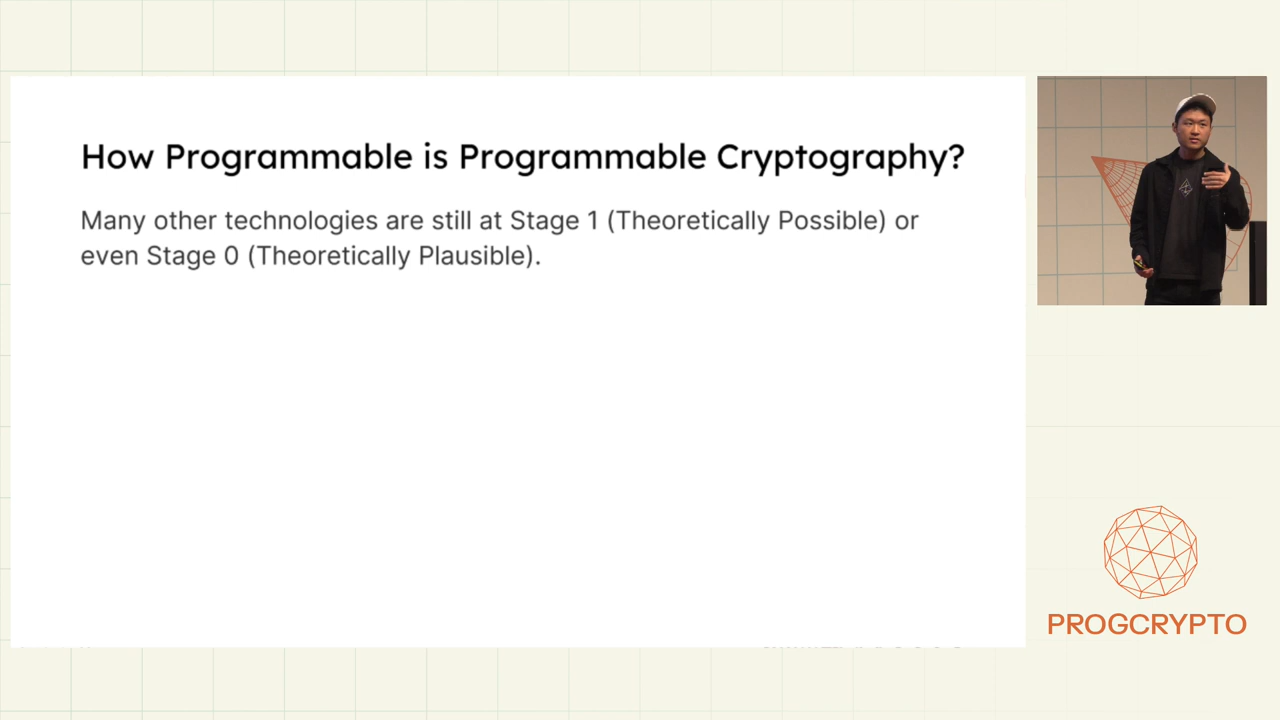 How Programmable is Programmable Cryptography?
Many other technologies are still at Stage 1 (Theoretically Possible) or
even Stage 0 (Theoretically Plausible).
PROGCRYPTO